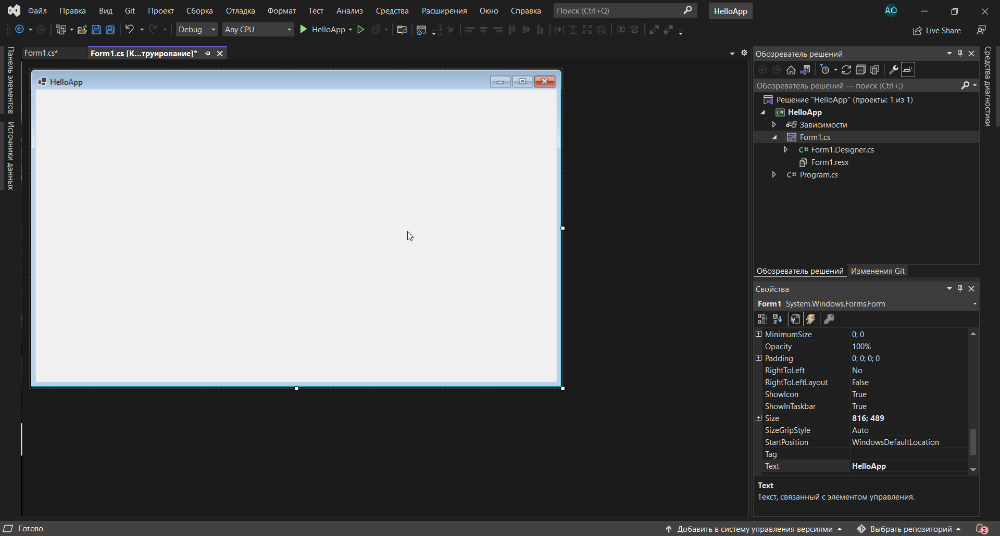 Файл Правка Вид Git Проект Сборка Отладка Формат Тест Анализ Средства Расширения Окно Справка Поиск (Ctrl+Q) HelloApp AO
Debug Any CPU HelloApp Live Share
Панель элементов
Источники данных
Form1.cs* Form1.cs [К...труирование]*
HelloApp
Обозреватель решений
Обозреватель решений — поиск (Ctrl+;)
Решение "HelloApp" (проекты: 1 из 1)
C# HelloApp
Зависимости
Form1.cs
C# Form1.Designer.cs
Form1.resx
C# Program.cs
Обозреватель решений Изменения Git
Средства диагностики
Свойства
Form1 System.Windows.Forms.Form
MinimumSize 0; 0
Opacity 100%
Padding 0; 0; 0; 0
RightToLeft No
RightToLeftLayout False
ShowIcon True
ShowInTaskbar True
Size 816; 489
SizeGripStyle Auto
StartPosition WindowsDefaultLocation
Tag
Text HelloApp
Text
Текст, связанный с элементом управления.
Готово Добавить в систему управления версиями Выбрать репозиторий 2